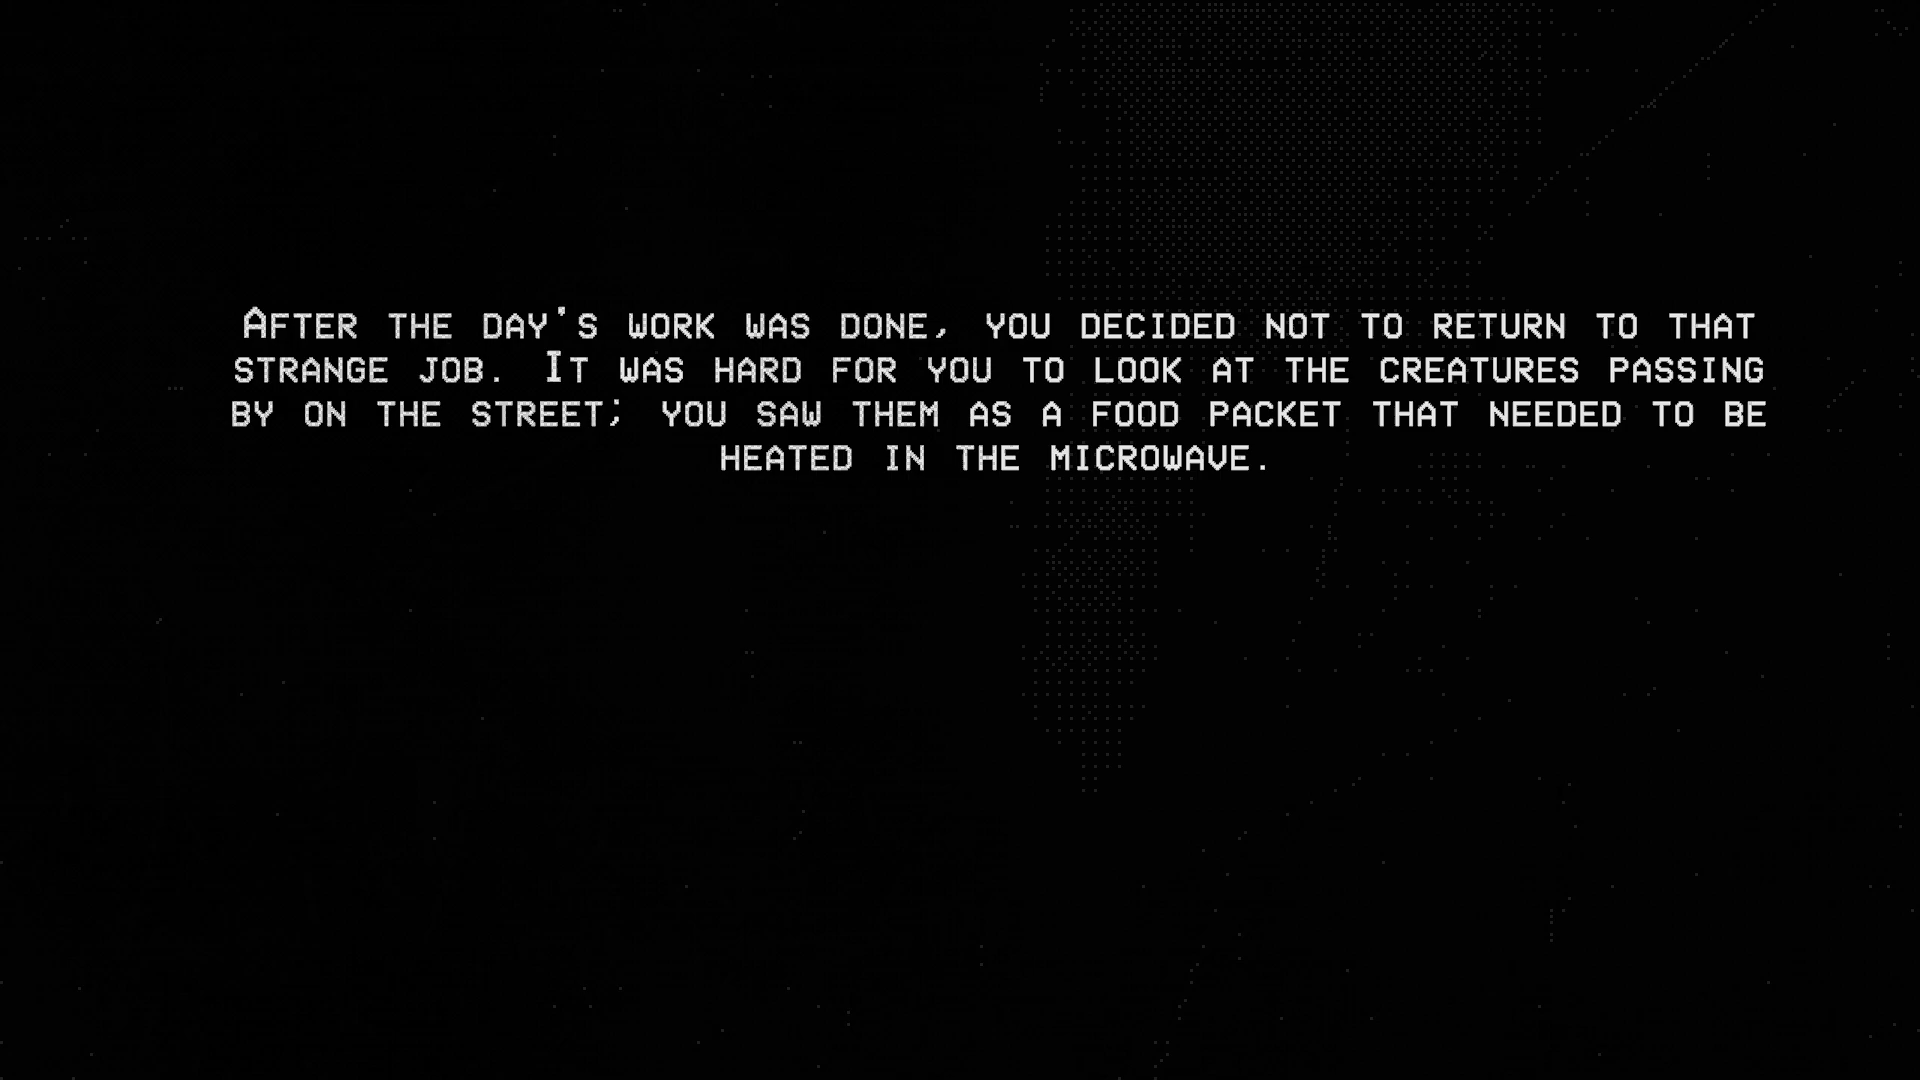 After the day's work was done, you decided not to return to that
strange job. It was hard for you to look at the creatures passing
by on the street; you saw them as a food packet that needed to be
heated in the microwave.